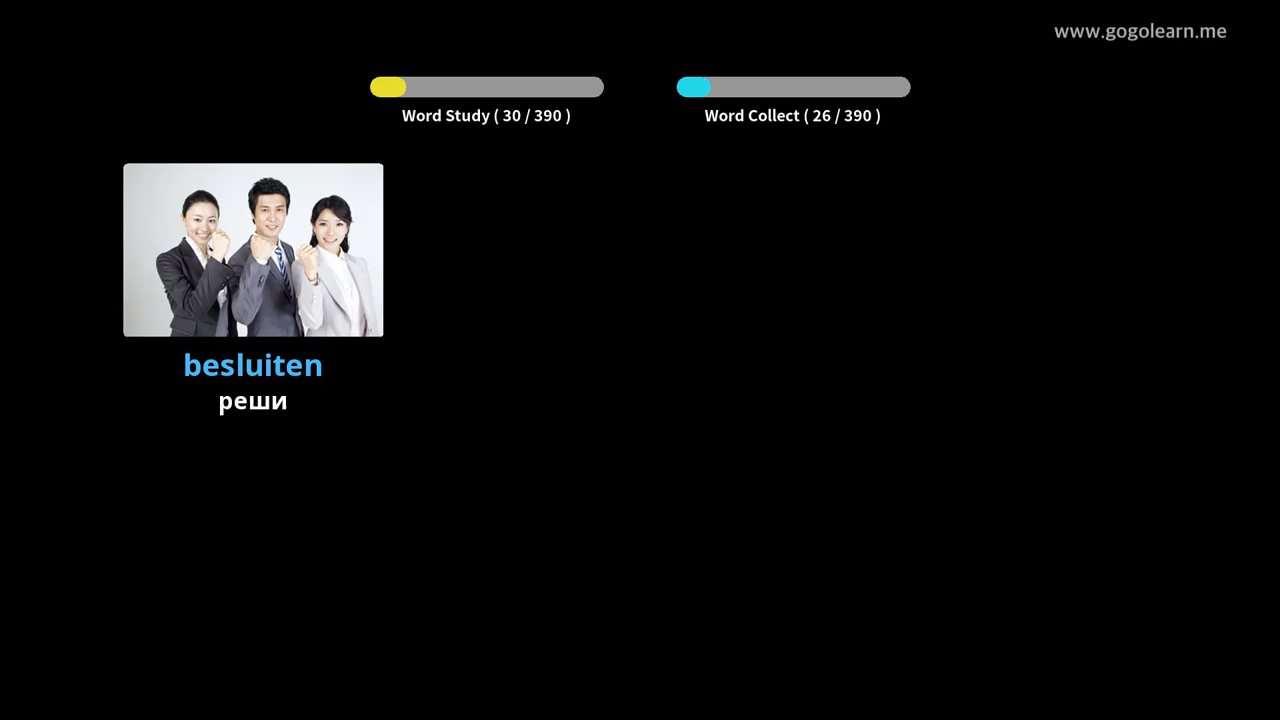 www.gogolearn.me
Word Study ( 30 / 390 )
Word Collect ( 26 / 390 )
besluiten
реши